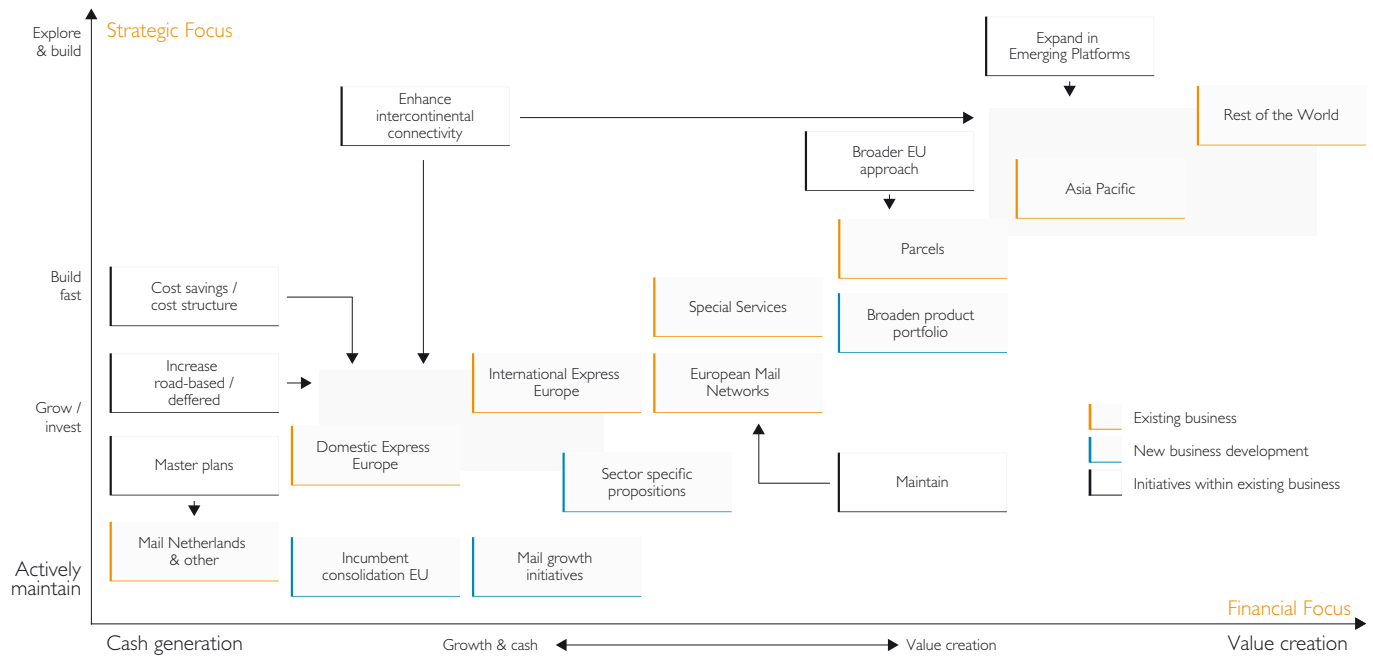 Explore
& build
Strategic Focus
Expand in
Emerging Platforms
Enhance
intercontinental
connectivity
Rest of the World
Broader EU
approach
Asia Pacific
Parcels
Build
fast
Cost savings /
cost structure
Special Services
Broaden product
portfolio
Increase
road-based /
deffered
International Express
Europe
European Mail
Networks
Grow /
invest
Existing business
Domestic Express
Europe
New business development
Master plans
Sector specific
propositions
Maintain
Initiatives within existing business
Mail Netherlands
& other
Incumbent
consolidation EU
Mail growth
initiatives
Actively
maintain
Financial Focus
Cash generation
Growth & cash
Value creation
Value creation